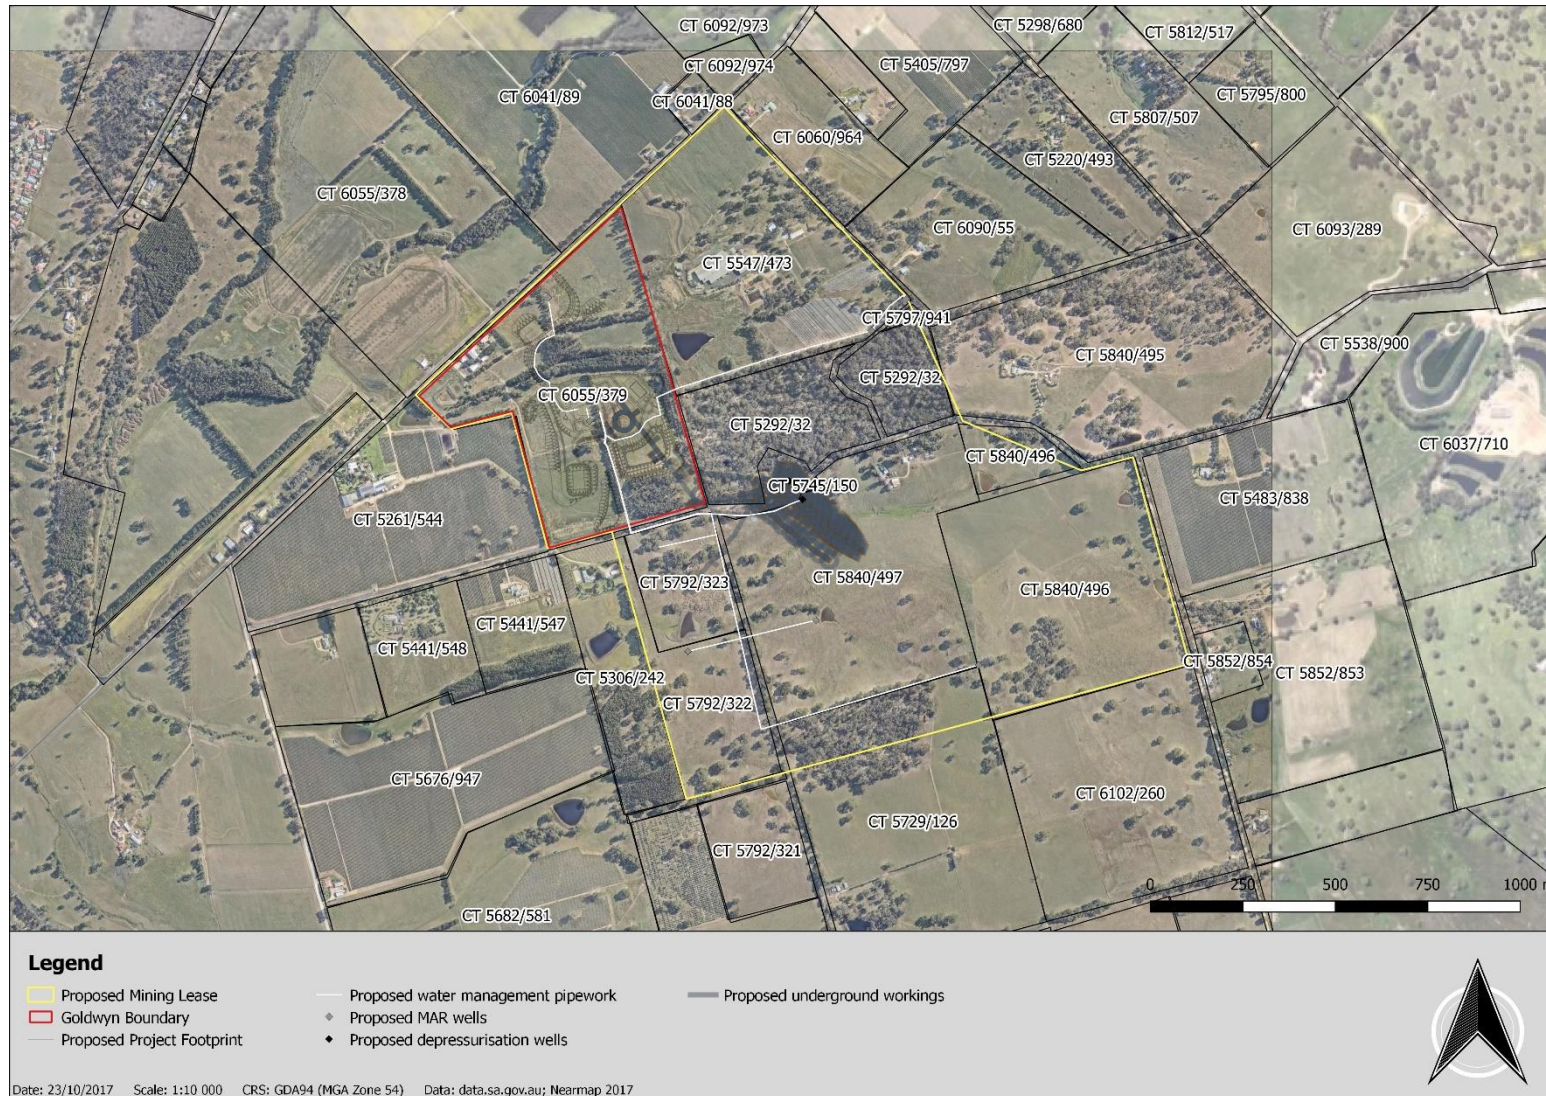 CT 6092/973
CT 5298/680
CT 5812/517
CT 6092/974
CT 5405/797
CT 6041/89
CT 6041/88
CT 5795/800
CT 5807/507
CT 6060/964
CT 5220/493
CT 6055/378
CT 6090/55
CT 6093/289
CT 5547/473
CT 5797/941
CT 5538/900
CT 5840/495
CT 5292/32
CT 6055/379
CT 5292/32
CT 6037/710
CT 5840/496
CT 5745/150
CT 5483/838
CT 5261/544
CT 5840/497
CT 5792/323
CT 5840/496
CT 5441/547
CT 5441/548
CT 5852/854
CT 5852/853
CT 5306/242
CT 5792/322
CT 5676/947
CT 6102/260
CT 5729/126
CT 5792/321
0 250 500 750 1000 m
CT 5682/581
Legend
Proposed Mining Lease
Goldwyn Boundary
Proposed Project Footprint
Proposed water management pipework
Proposed MAR wells
Proposed depressurisation wells
Proposed underground workings
Date: 23/10/2017 Scale: 1:10 000 CRS: GDA94 (MGA Zone 54) Data: data.sa.gov.au; Nearmap 2017